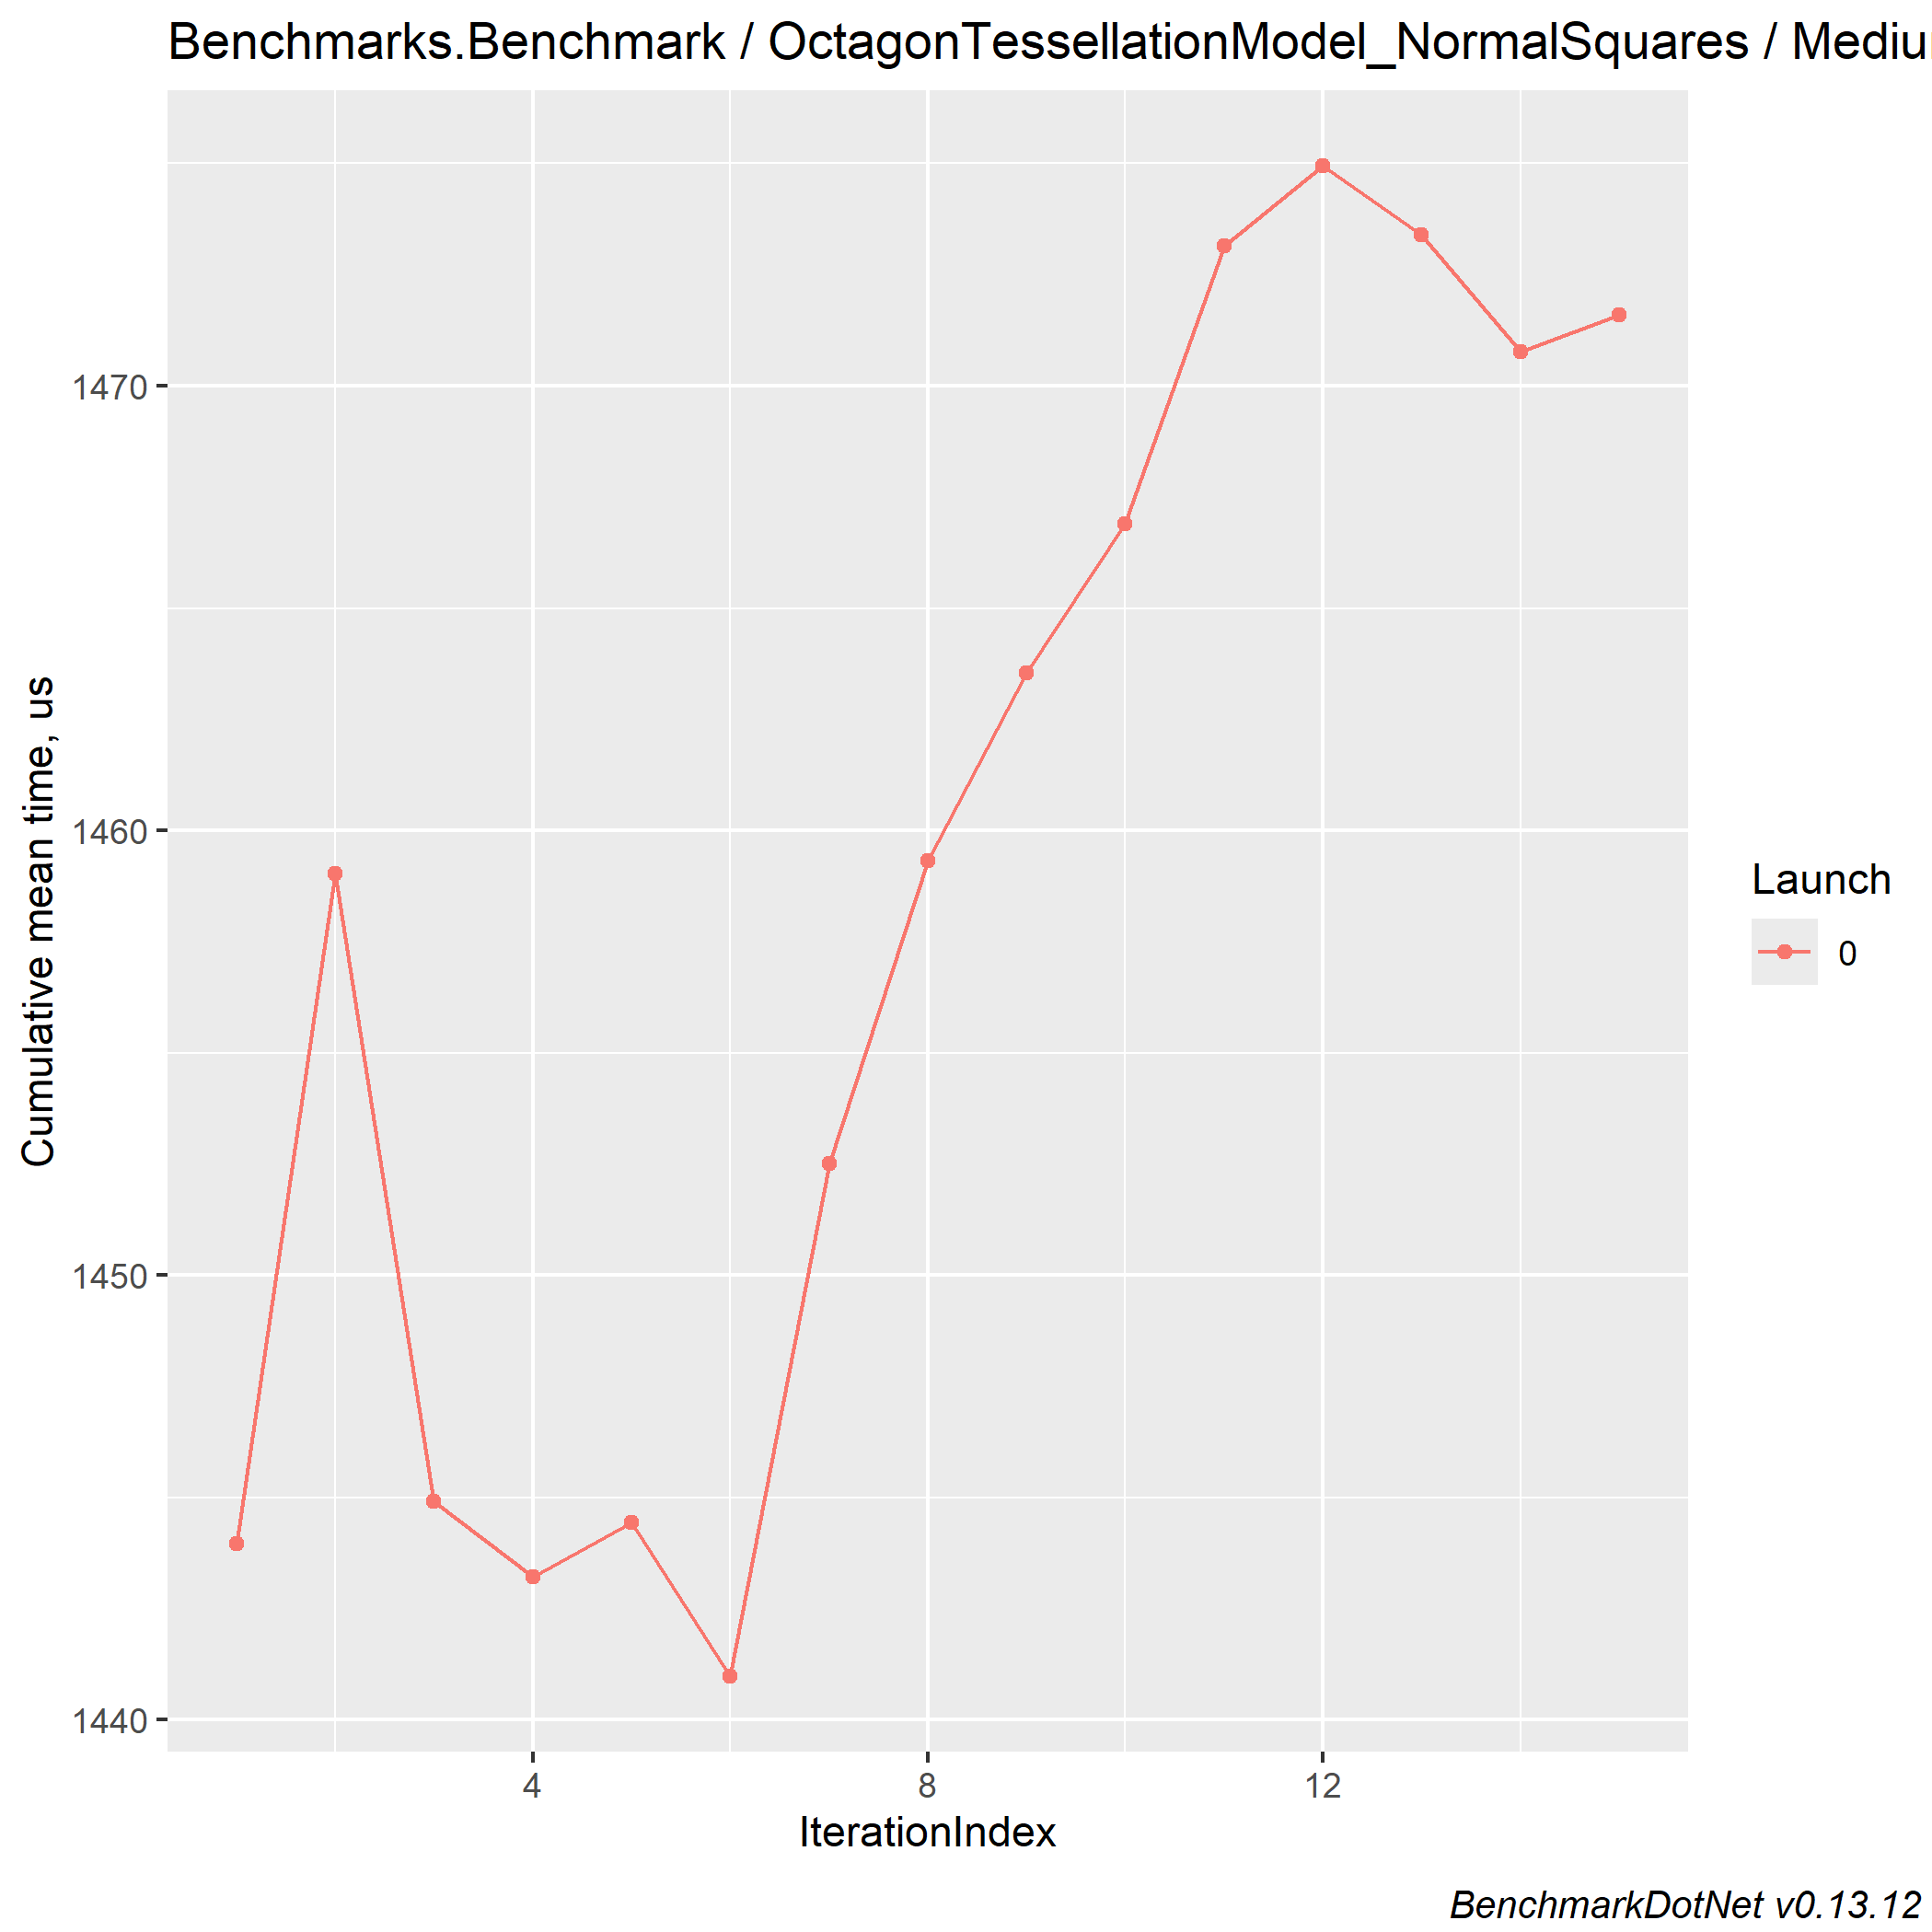 Benchmarks.Benchmark / OctagonTessellationModel_NormalSquares /
1470
1460
1450
1440
Cumulative mean time, us
4 8 12
IterationIndex
Launch
0
BenchmarkDotNet v0.13.12